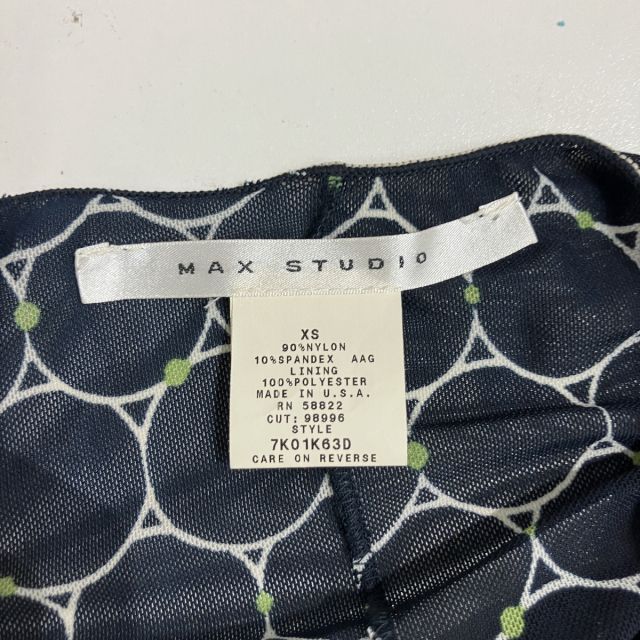 MAX STUDIO
XS
90%NYLON
10%SPANDEX AAG
LINING
100%POLYESTER
MADE IN U.S.A.
RN 58822
CUT: 98996
STYLE
7K01K63D
CARE ON REVERSE